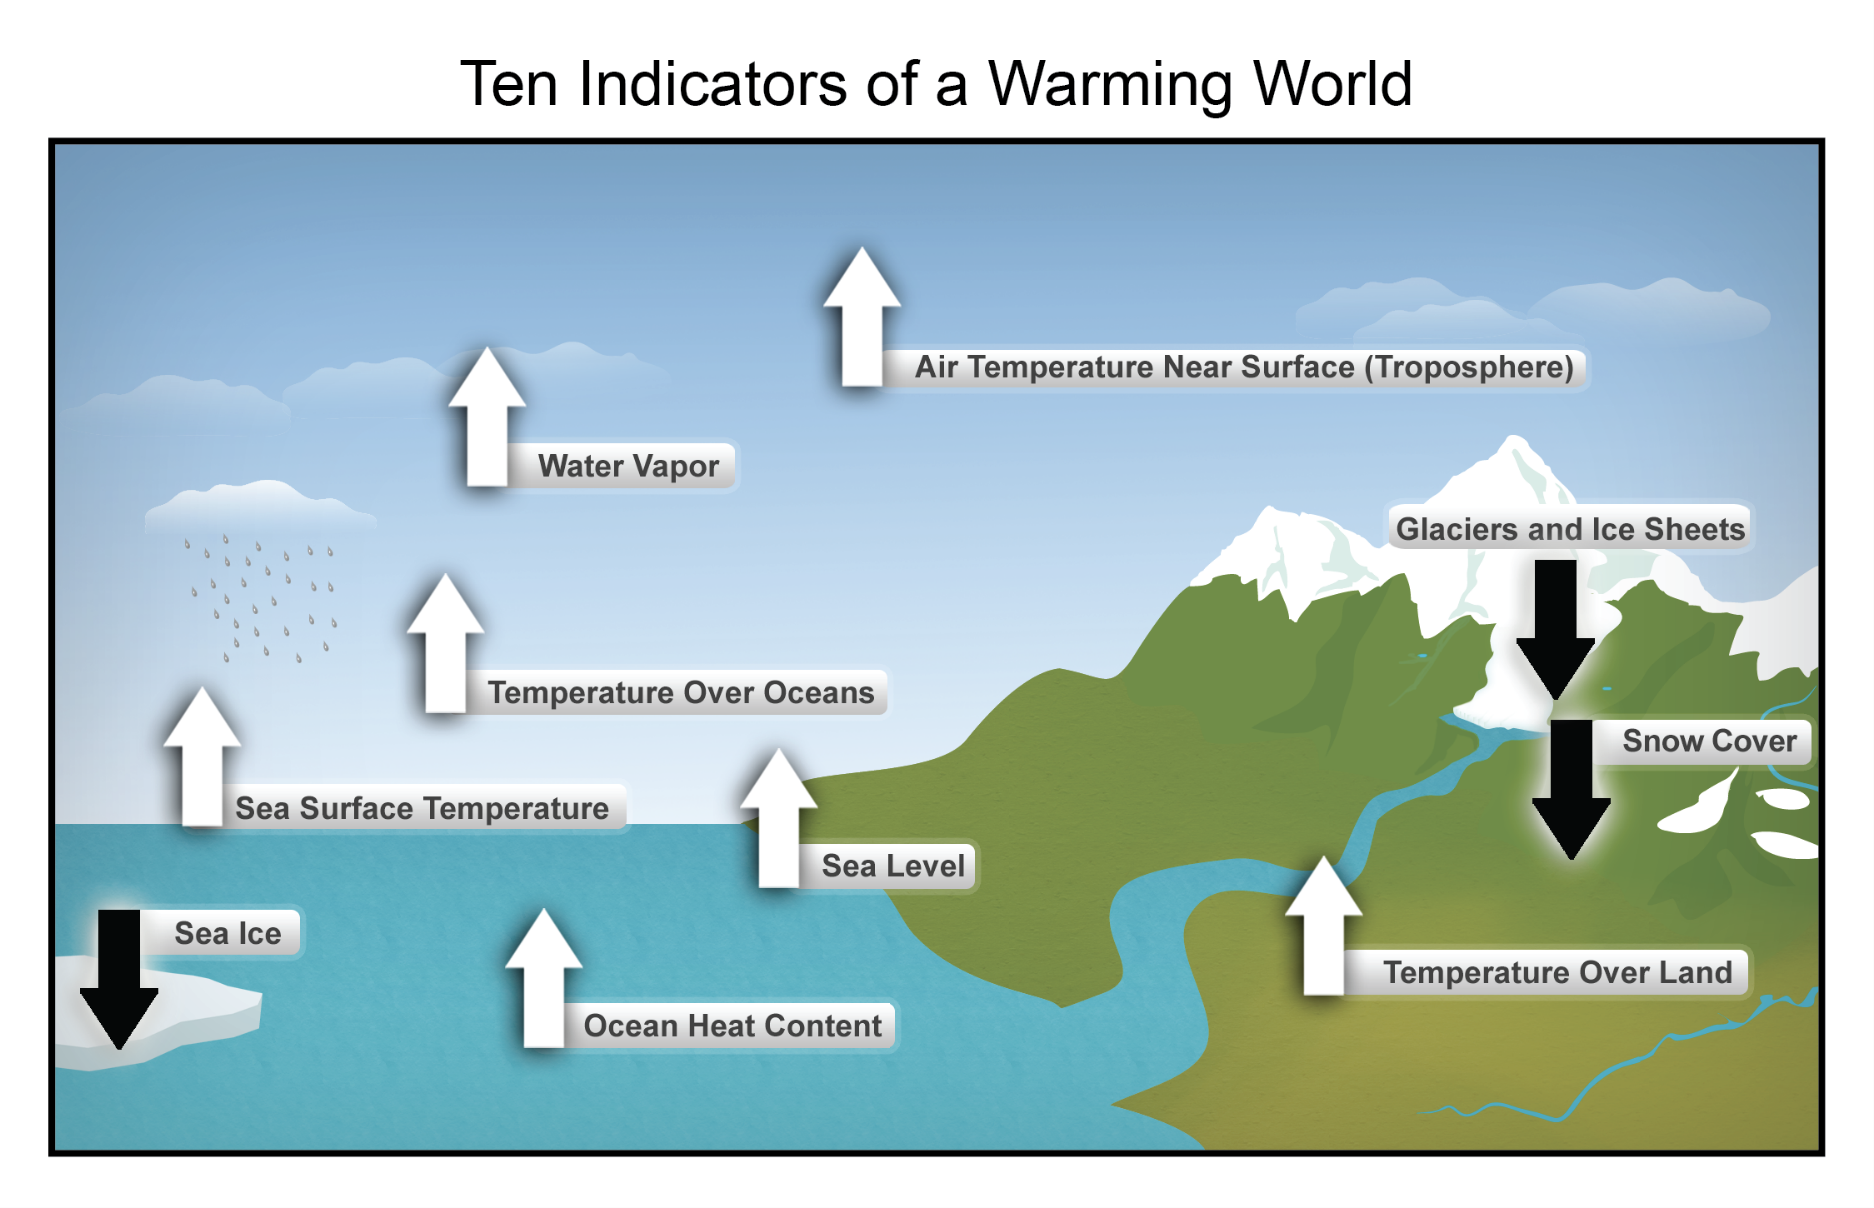 Ten Indicators of a Warming World
Air Temperature Near Surface (Troposphere)
Water Vapor
Glaciers and Ice Sheets
Temperature Over Oceans
Snow Cover
Sea Surface Temperature
Sea Level
Sea Ice
Temperature Over Land
Ocean Heat Content